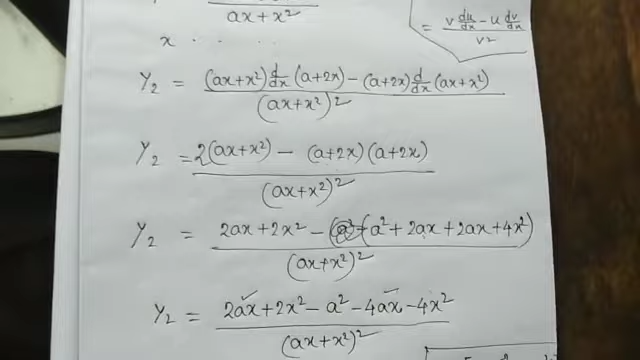 ax + x²
= (v du/dx - u dv/dx) / v²
x . . . .
Y₂ = ((ax+x²) d/dx (a+2x) - (a+2x) d/dx (ax+x²)) / (ax+x²)²
Y₂ = (2(ax+x²) - (a+2x)(a+2x)) / (ax+x²)²
Y₂ = (2ax + 2x² - (a² + 2ax + 2ax + 4x²)) / (ax+x²)²
Y₂ = (2ax + 2x² - a² - 4ax - 4x²) / (ax+x²)²